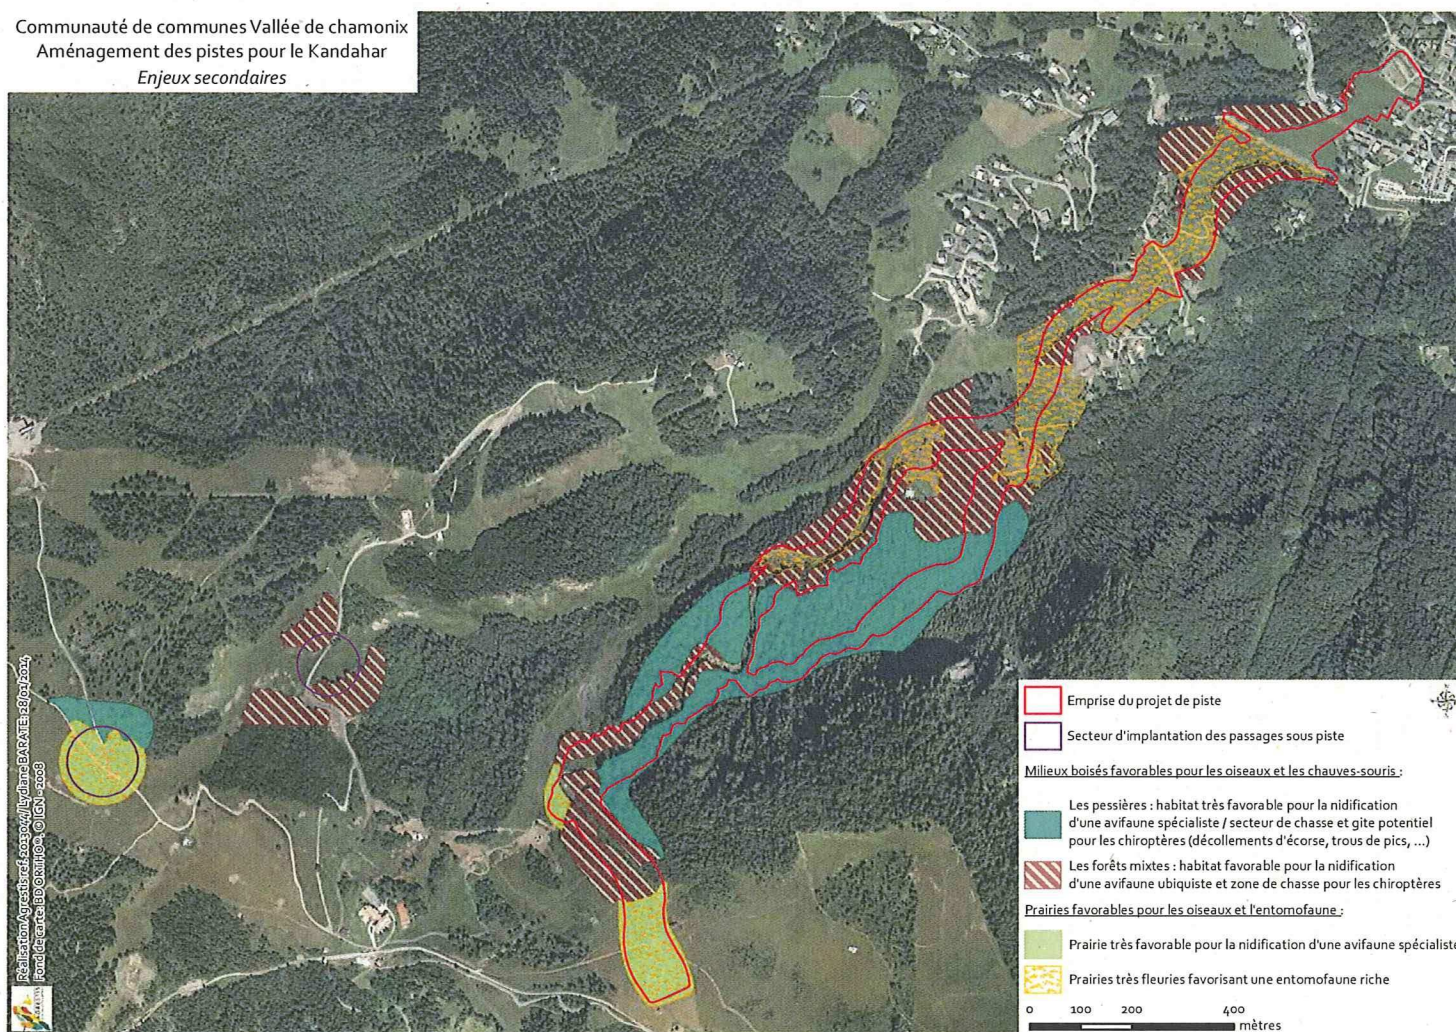 Communauté de communes Vallée de chamonix
Aménagement des pistes pour le Kandahar
Enjeux secondaires
Emprise du projet de piste
Secteur d'implantation des passages sous piste
Milieux boisés favorables pour les oiseaux et les chauves-souris :
Les pessières : habitat très favorable pour la nidification
d'une avifaune spécialiste / secteur de chasse et gite potentiel
pour les chiroptères (décollements d'écorse, trous de pics, ...)
Les forêts mixtes : habitat favorable pour la nidification
d'une avifaune ubiquiste et zone de chasse pour les chiroptères
Prairies favorables pour les oiseaux et l'entomofaune :
Prairie très favorable pour la nidification d'une avifaune spécialiste
Prairies très fleuries favorisant une entomofaune riche
0 100 200 400
mètres
Réalisation Agrestis réf. 2013044 / Lydiane BARATE: 28/01/2014
Fond de carte: BD ORTHO®, © IGN - 2008
AGRESTIS